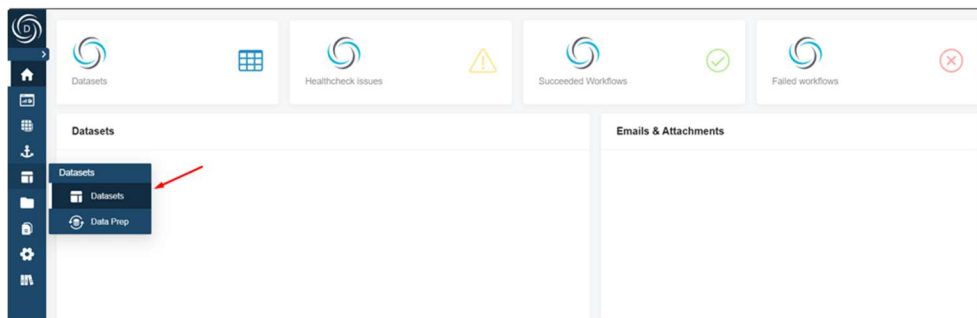 D
Datasets
Healthcheck issues
Succeeded Workflows
Failed workflows
Datasets
Emails & Attachments
Datasets
Datasets
Data Prep